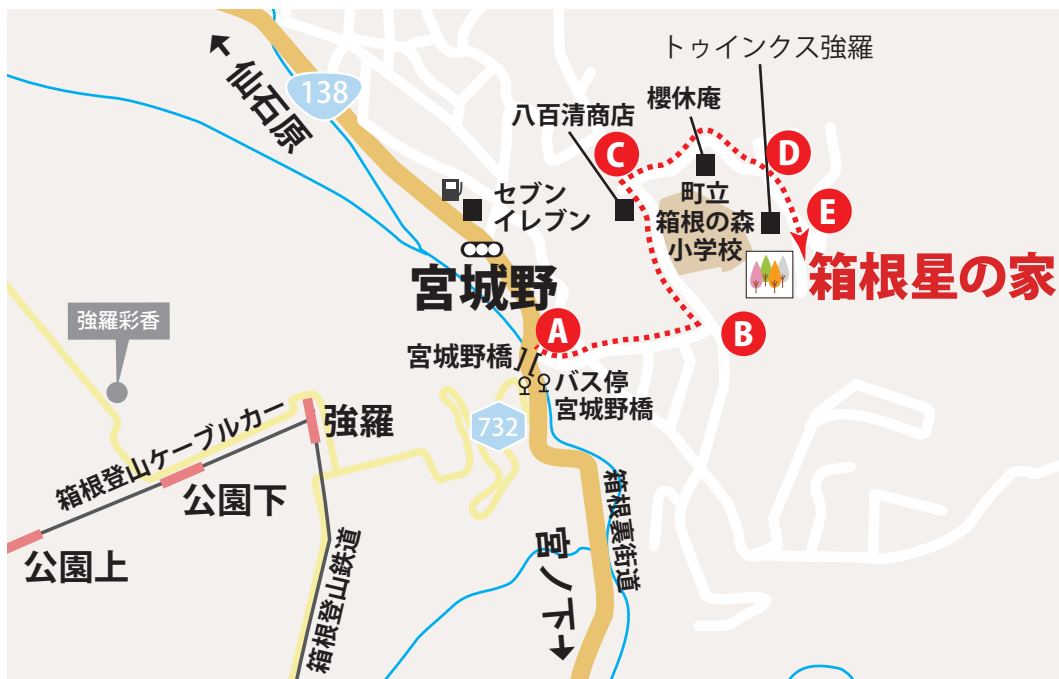 トゥインクス強羅
仙石原
138
櫻休庵
八百清商店
C
D
セブン
イレブン
町立
箱根の森
小学校
E
宮城野
箱根星の家
強羅彩香
A
B
宮城野橋
バス停
宮城野橋
732
強羅
箱根登山ケーブルカー
公園下
公園上
箱根登山鉄道
箱根裏街道
宮ノ下